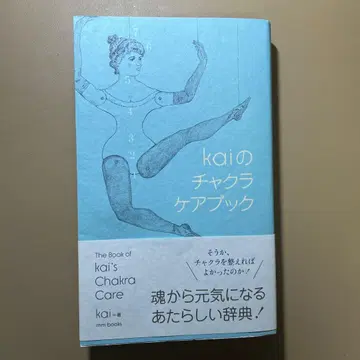 kaiの
チャクラ
ケアブック
The Book of
kai's
Chakra
Care
kai=著
mmbooks
そうか、
チャクラを整えれば
よかったのか！
魂から元気になる
あたらしい辞典！